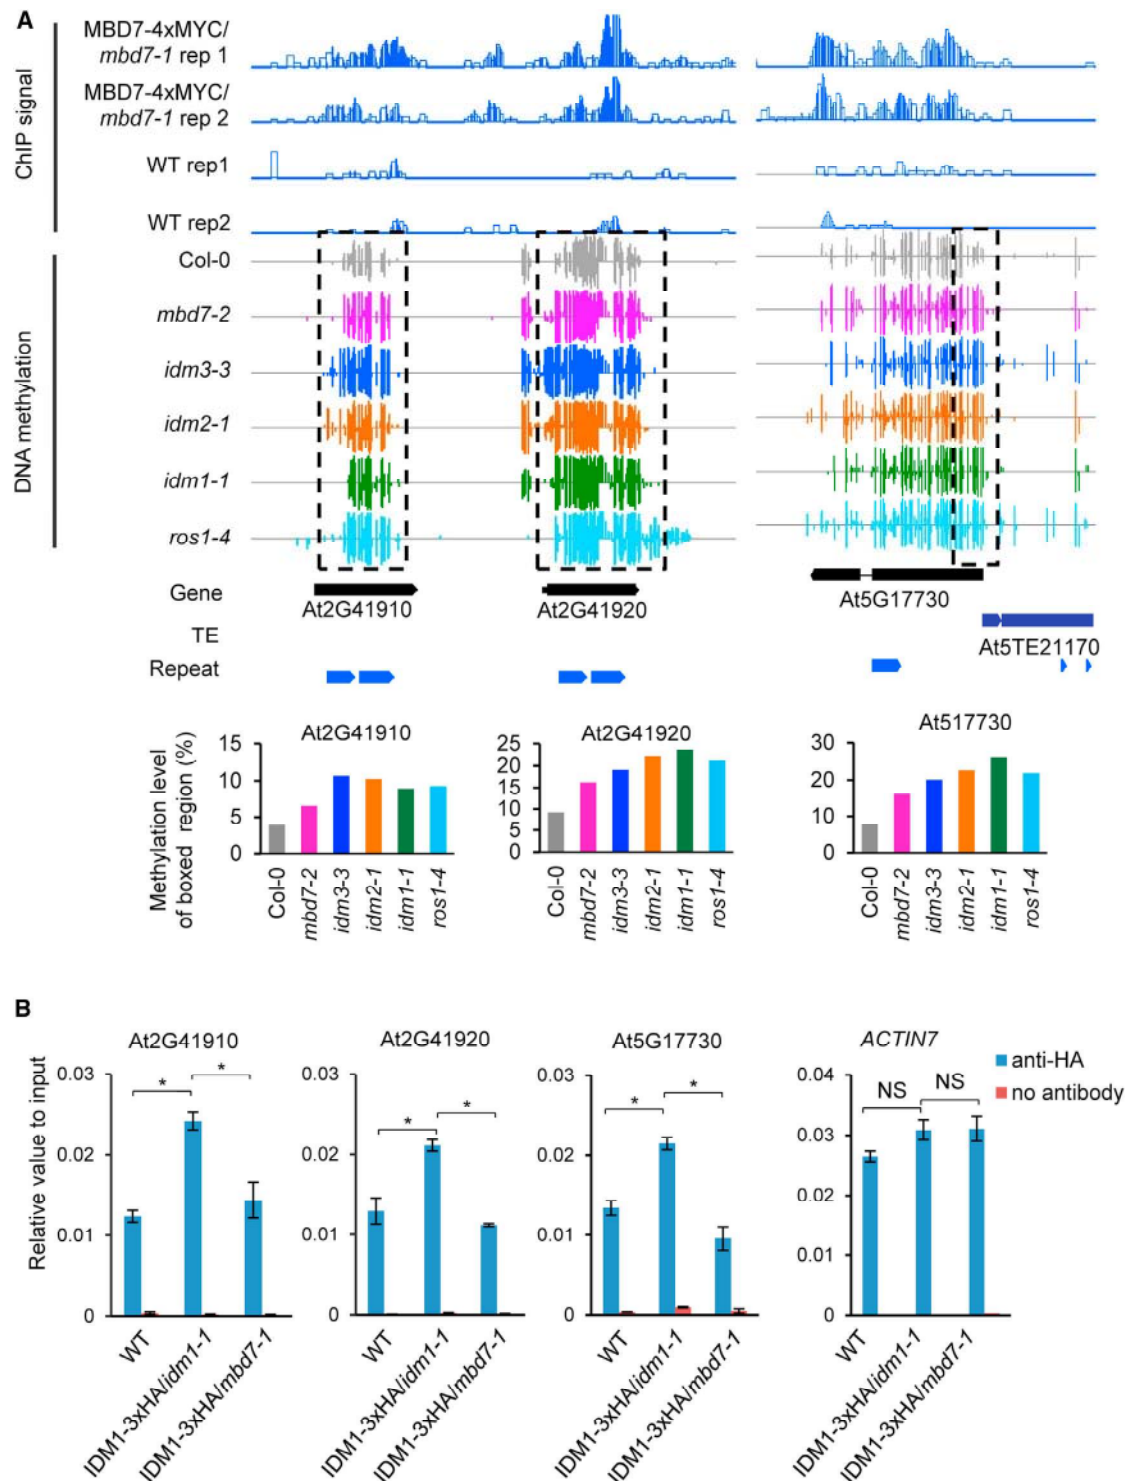 A
ChIP signal
MBD7-4xMYC/
mbd7-1 rep 1
MBD7-4xMYC/
mbd7-1 rep 2
WT rep1
WT rep2
DNA methylation
Col-0
mbd7-2
idm3-3
idm2-1
idm1-1
ros1-4
Gene
At2G41910
At2G41920
At5G17730
TE
At5TE21170
Repeat
Methylation level
of boxed region (%)
At2G41910
15
10
5
0
Col-0
mbd7-2
idm3-3
idm2-1
idm1-1
ros1-4
At2G41920
25
20
15
10
5
0
Col-0
mbd7-2
idm3-3
idm2-1
idm1-1
ros1-4
At517730
30
20
10
0
Col-0
mbd7-2
idm3-3
idm2-1
idm1-1
ros1-4
B
Relative value to input
At2G41910
0.03
0.02
0.01
0
*
*
WT
IDM1-3xHA/idm1-1
IDM1-3xHA/mbd7-1
At2G41920
0.03
0.02
0.01
0
*
*
WT
IDM1-3xHA/idm1-1
IDM1-3xHA/mbd7-1
At5G17730
0.03
0.02
0.01
0
*
*
WT
IDM1-3xHA/idm1-1
IDM1-3xHA/mbd7-1
ACTIN7
0.04
0.03
0.02
0.01
0
NS
NS
WT
IDM1-3xHA/idm1-1
IDM1-3xHA/mbd7-1
anti-HA
no antibody